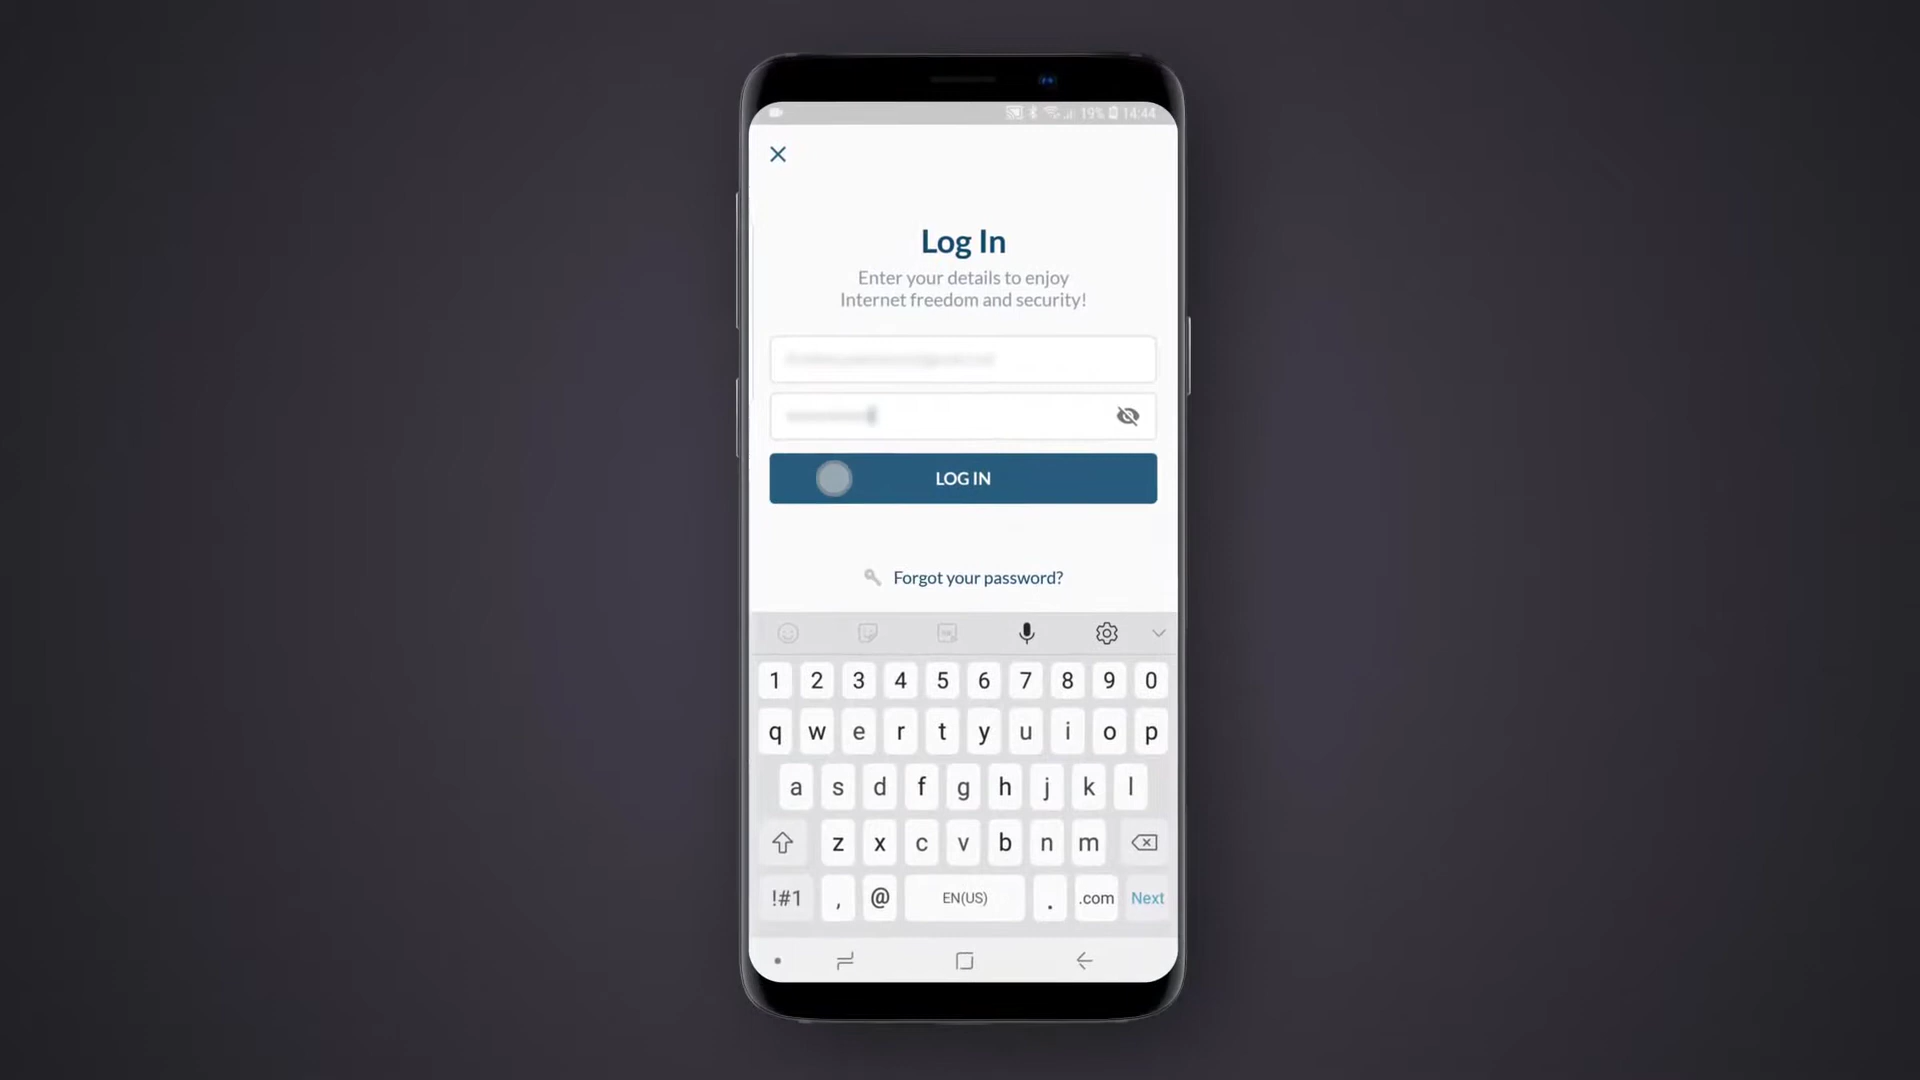 19% 14:44
Log In
Enter your details to enjoy
Internet freedom and security!
LOG IN
Forgot your password?
1 2 3 4 5 6 7 8 9 0
q w e r t y u i o p
a s d f g h j k l
z x c v b n m
!#1 , @ EN(US) . .com Next